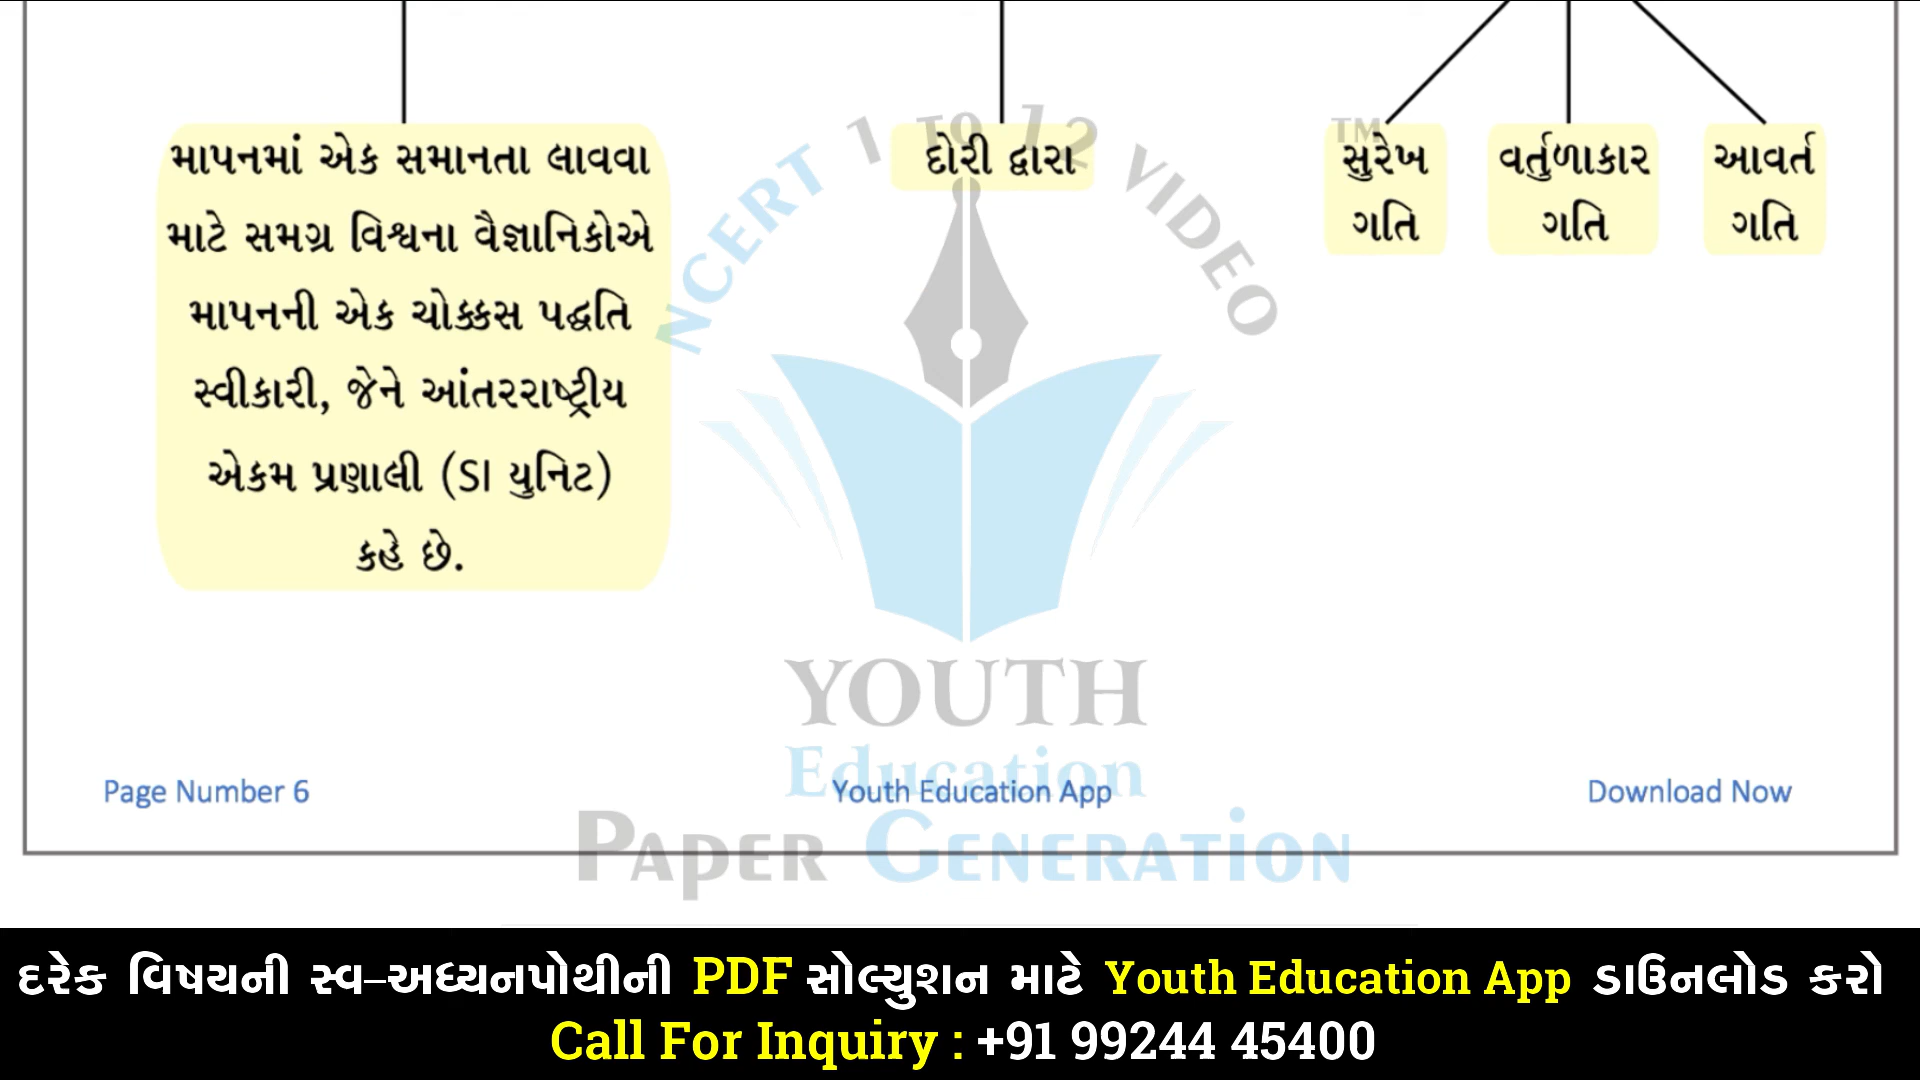 માપનમાં એક સમાનતા લાવવા
માટે સમગ્ર વિશ્વના વૈજ્ઞાનિકોએ
માપનની એક ચોક્કસ પદ્ધતિ
સ્વીકારી, જેને આંતરરાષ્ટ્રીય
એકમ પ્રણાલી (SI યુનિટ)
કહે છે.
દોરી દ્વારા
સુરેખ
ગતિ
વર્તુળાકાર
ગતિ
આવર્ત
ગતિ
NCERT 1 TO 12 VIDEO
TM
YOUTH
Education
PAPER GENERATION
Page Number 6
Youth Education App
Download Now
દરેક વિષયની સ્વ–અધ્યનપોથીની PDF સોલ્યુશન માટે Youth Education App ડાઉનલોડ કરો
Call For Inquiry : +91 99244 45400